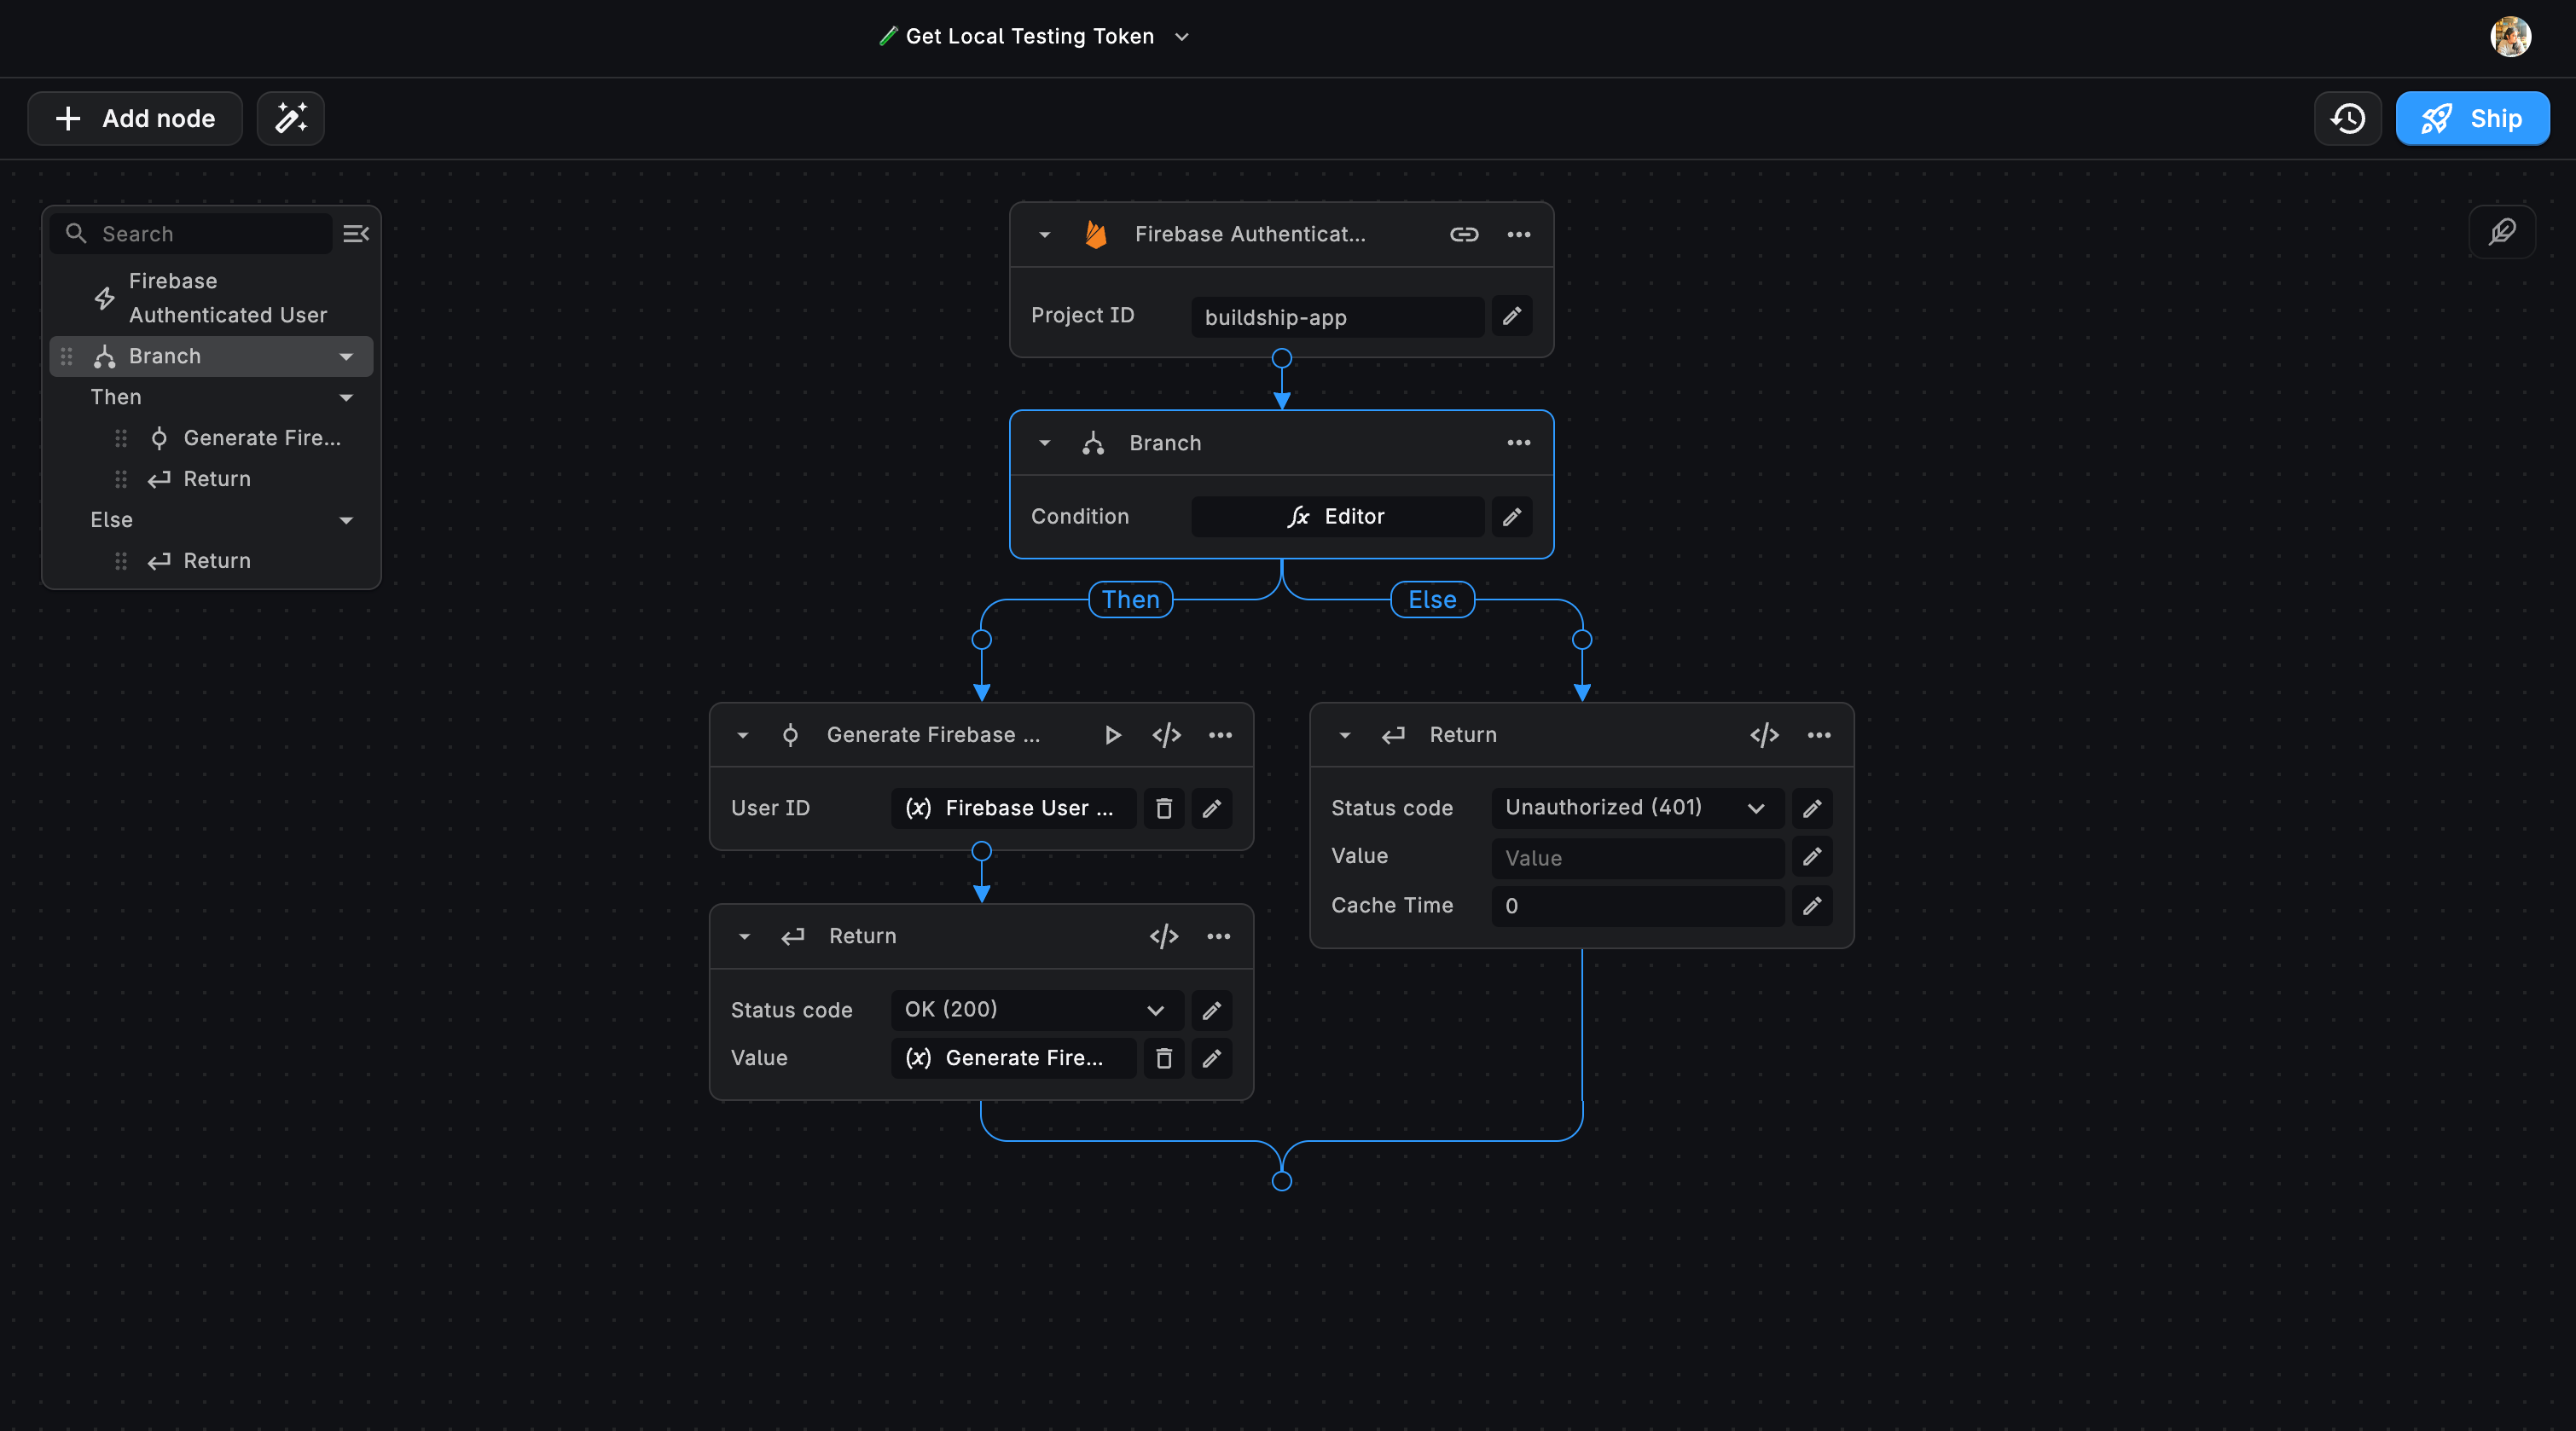 Get Local Testing Token
Add node
Ship
Search
Firebase
Authenticated User
Branch
Then
Generate Fire...
Return
Else
Return
Firebase Authenticat...
Project ID
buildship-app
Branch
Condition
Editor
Then
Else
Generate Firebase ...
User ID
(x) Firebase User ...
Return
Status code
Unauthorized (401)
Value
Value
Cache Time
0
Return
Status code
OK (200)
Value
(x) Generate Fire...